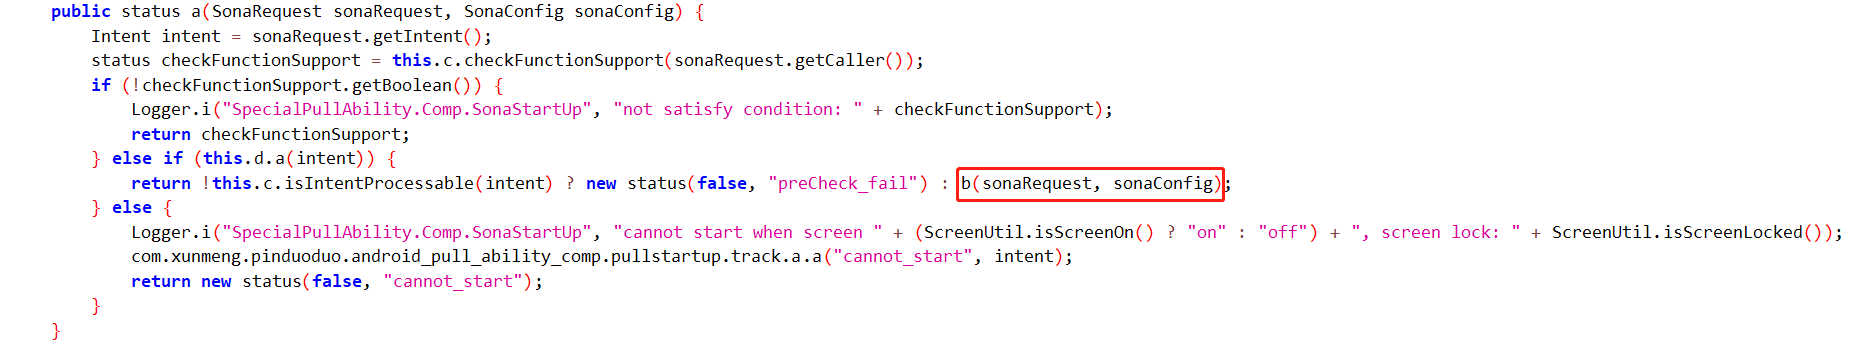 public status a(SonaRequest sonaRequest, SonaConfig sonaConfig) {
    Intent intent = sonaRequest.getIntent();
    status checkFunctionSupport = this.c.checkFunctionSupport(sonaRequest.getCaller());
    if (!checkFunctionSupport.getBoolean()) {
        Logger.i("SpecialPullAbility.Comp.SonaStartUp", "not satisfy condition: " + checkFunctionSupport);
        return checkFunctionSupport;
    } else if (this.d.a(intent)) {
        return !this.c.isIntentProcessable(intent) ? new status(false, "preCheck_fail") : b(sonaRequest, sonaConfig);
    } else {
        Logger.i("SpecialPullAbility.Comp.SonaStartUp", "cannot start when screen " + (ScreenUtil.isScreenOn() ? "on" : "off") + ", screen lock: " + ScreenUtil.isScreenLocked());
        com.xunmeng.pinduoduo.android_pull_ability_comp.pullstartup.track.a.a("cannot_start", intent);
        return new status(false, "cannot_start");
    }
}